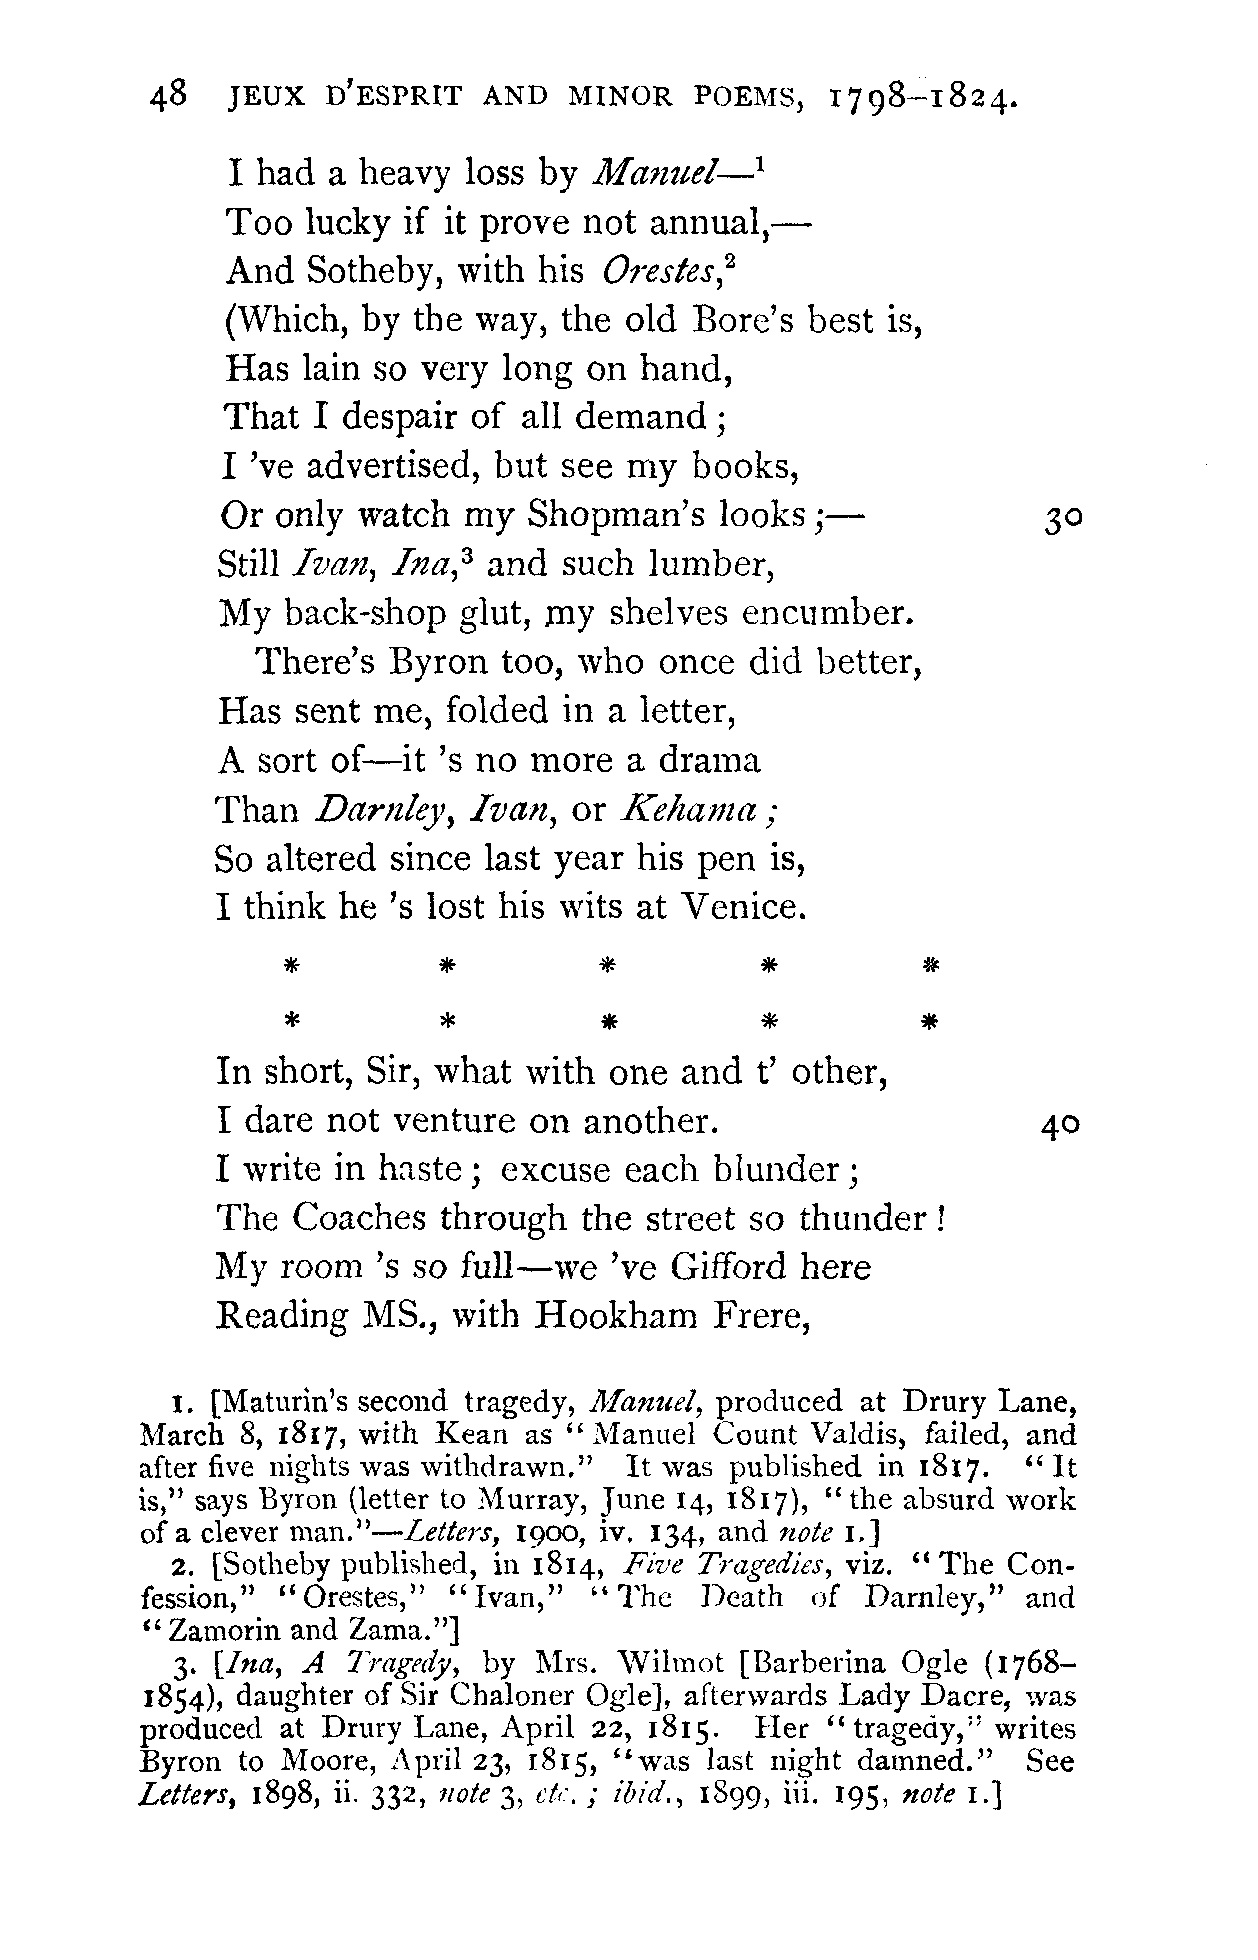 48 JEUX D'ESPRIT AND MINOR POEMS, 1798–1824.
I had a heavy loss by Manuel—¹
Too lucky if it prove not annual,—
And Sotheby, with his Orestes,²
(Which, by the way, the old Bore's best is,
Has lain so very long on hand,
That I despair of all demand ;
I 've advertised, but see my books,
Or only watch my Shopman's looks ;— 30
Still Ivan, Ina,³ and such lumber,
My back-shop glut, my shelves encumber.
There's Byron too, who once did better,
Has sent me, folded in a letter,
A sort of—it 's no more a drama
Than Darnley, Ivan, or Kehama ;
So altered since last year his pen is,
I think he 's lost his wits at Venice.
* * * * *
* * * * *
In short, Sir, what with one and t' other,
I dare not venture on another. 40
I write in haste ; excuse each blunder ;
The Coaches through the street so thunder !
My room 's so full—we 've Gifford here
Reading MS., with Hookham Frere,
1. [Maturin's second tragedy, Manuel, produced at Drury Lane,
March 8, 1817, with Kean as "Manuel Count Valdis, failed, and
after five nights was withdrawn." It was published in 1817. "It
is," says Byron (letter to Murray, June 14, 1817), "the absurd work
of a clever man."—Letters, 1900, iv. 134, and note 1.]
2. [Sotheby published, in 1814, Five Tragedies, viz. "The Con-
fession," "Orestes," "Ivan," "The Death of Darnley," and
"Zamorin and Zama."]
3. [Ina, A Tragedy, by Mrs. Wilmot [Barberina Ogle (1768–
1854), daughter of Sir Chaloner Ogle], afterwards Lady Dacre, was
produced at Drury Lane, April 22, 1815. Her "tragedy," writes
Byron to Moore, April 23, 1815, "was last night damned." See
Letters, 1898, ii. 332, note 3, etc. ; ibid., 1899, iii. 195, note 1.]